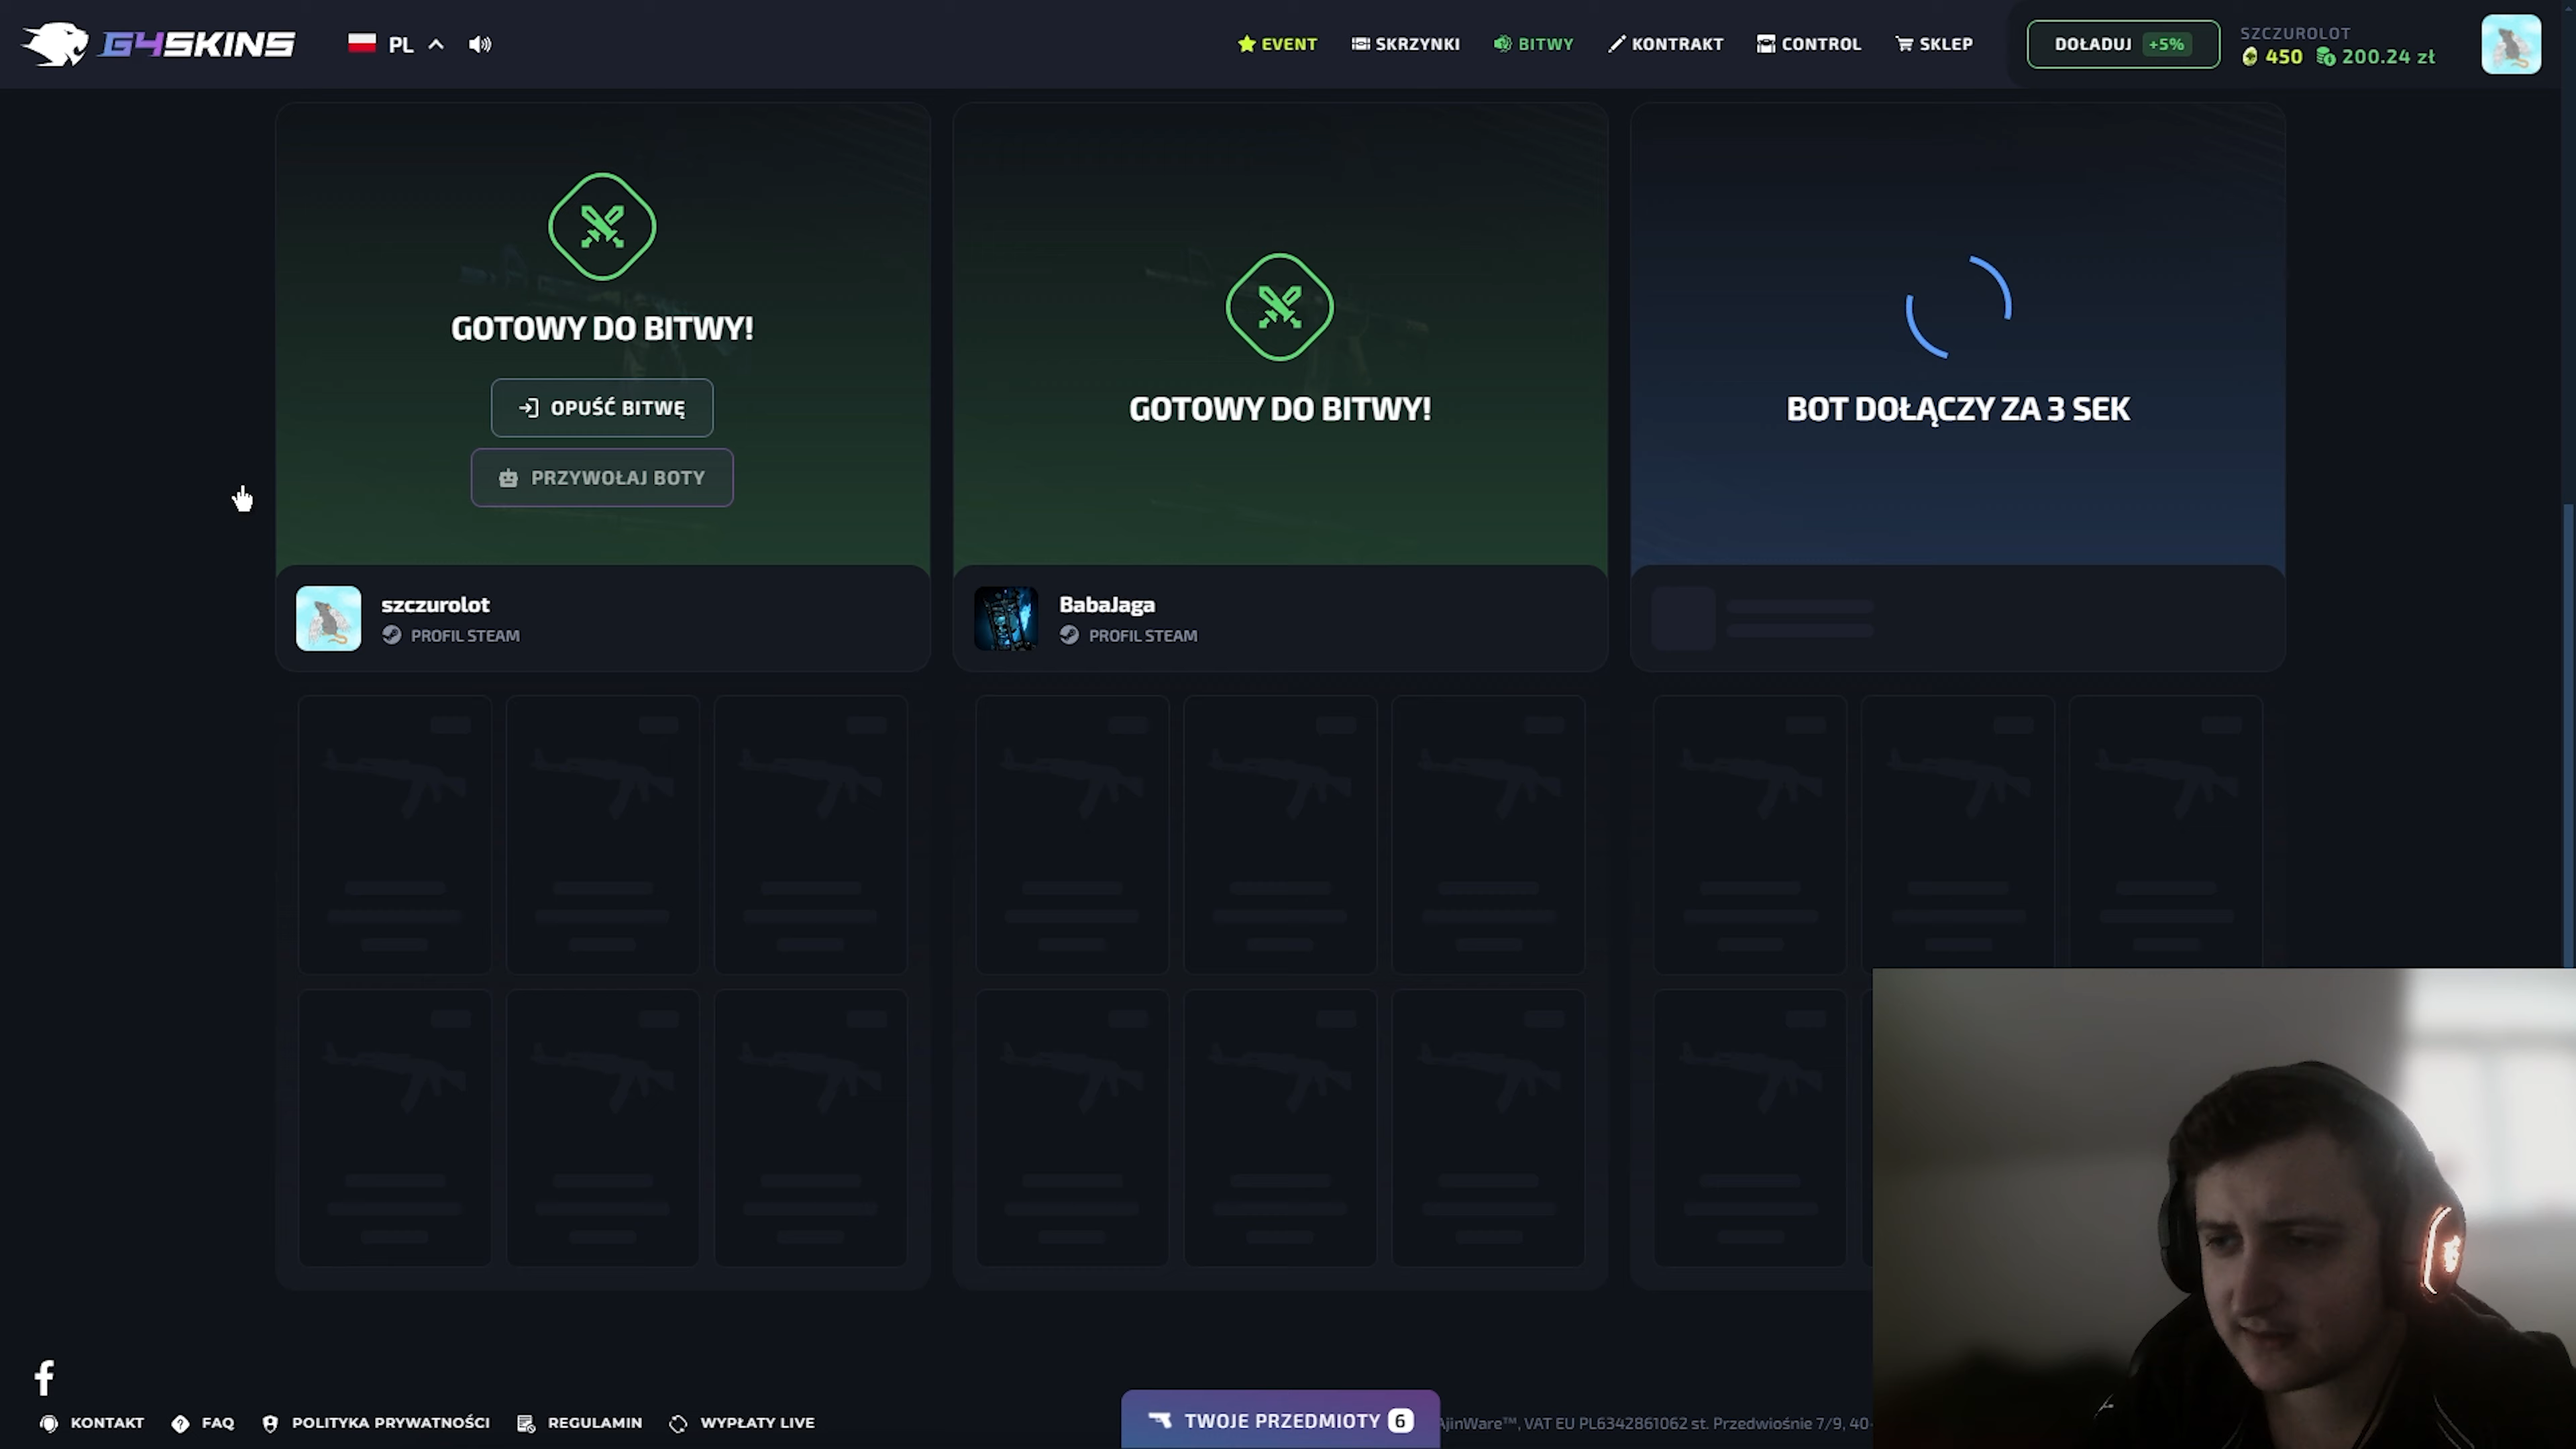 G4SKINS
PL
EVENT
SKRZYNKI
BITWY
KONTRAKT
CONTROL
SKLEP
DOŁADUJ +5%
SZCZUROLOT
450 200.24 zł
GOTOWY DO BITWY!
OPUŚĆ BITWĘ
PRZYWOŁAJ BOTY
szczurolot
PROFIL STEAM
GOTOWY DO BITWY!
BabaJaga
PROFIL STEAM
BOT DOŁĄCZY ZA 3 SEK
KONTAKT
FAQ
POLITYKA PRYWATNOŚCI
REGULAMIN
WYPŁATY LIVE
TWOJE PRZEDMIOTY 6
AjinWare™, VAT EU PL6342861062 st. Przedwiośnie 7/9, 40-